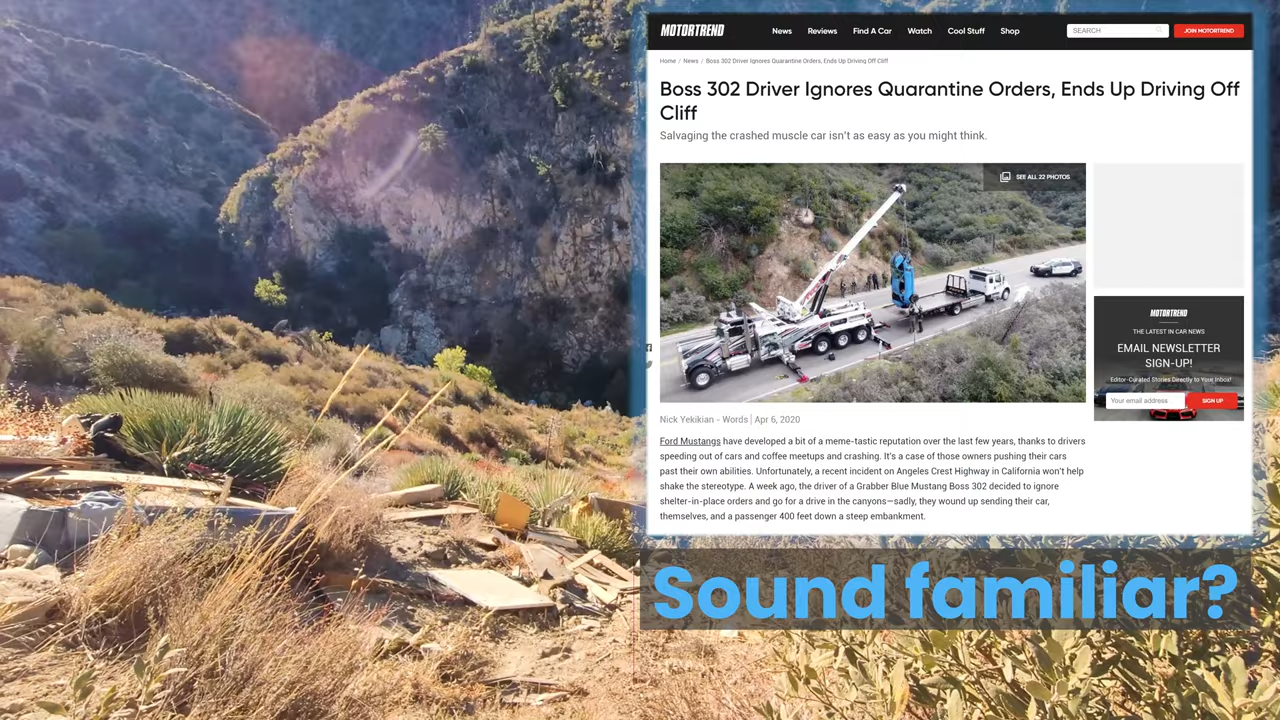 MOTORTREND
News Reviews Find A Car Watch Cool Stuff Shop
SEARCH
JOIN MOTORTREND
Home / News / Boss 302 Driver Ignores Quarantine Orders, Ends Up Driving Off Cliff
Boss 302 Driver Ignores Quarantine Orders, Ends Up Driving Off
Cliff
Salvaging the crashed muscle car isn't as easy as you might think.
SEE ALL 22 PHOTOS
Nick Yekikian - Words | Apr 6, 2020
Ford Mustangs have developed a bit of a meme-tastic reputation over the last few years, thanks to drivers
speeding out of cars and coffee meetups and crashing. It's a case of those owners pushing their cars
past their own abilities. Unfortunately, a recent incident on Angeles Crest Highway in California won't help
shake the stereotype. A week ago, the driver of a Grabber Blue Mustang Boss 302 decided to ignore
shelter-in-place orders and go for a drive in the canyons—sadly, they wound up sending their car,
themselves, and a passenger 400 feet down a steep embankment.
MOTORTREND
THE LATEST IN CAR NEWS
EMAIL NEWSLETTER
SIGN-UP!
Editor-Curated Stories Directly to Your Inbox!
Your email address
SIGN UP
Sound familiar?